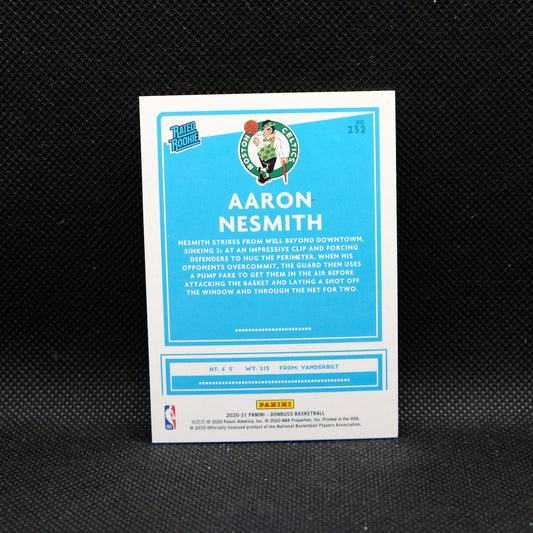 RATED
ROOKIE
BOSTON CELTICS
NO.
232
AARON
NESMITH
NESMITH STRIKES FROM WELL BEYOND DOWNTOWN,
SINKING 3s AT AN IMPRESSIVE CLIP AND FORCING
DEFENDERS TO HUG THE PERIMETER. WHEN HIS
OPPONENTS OVERCOMMIT, THE GUARD THEN USES
A PUMP FAKE TO GET THEM IN THE AIR BEFORE
ATTACKING THE BASKET AND LAYING A SHOT OFF
THE WINDOW AND THROUGH THE NET FOR TWO.
HT. 6' 5" WT. 215 FROM: VANDERBILT
PANINI
2020-21 PANINI - DONRUSS BASKETBALL
© 2020 Panini America, Inc. © 2020 NBA Properties, Inc. Printed in the USA.
© 2020 Officially licensed product of the National Basketball Players Association.